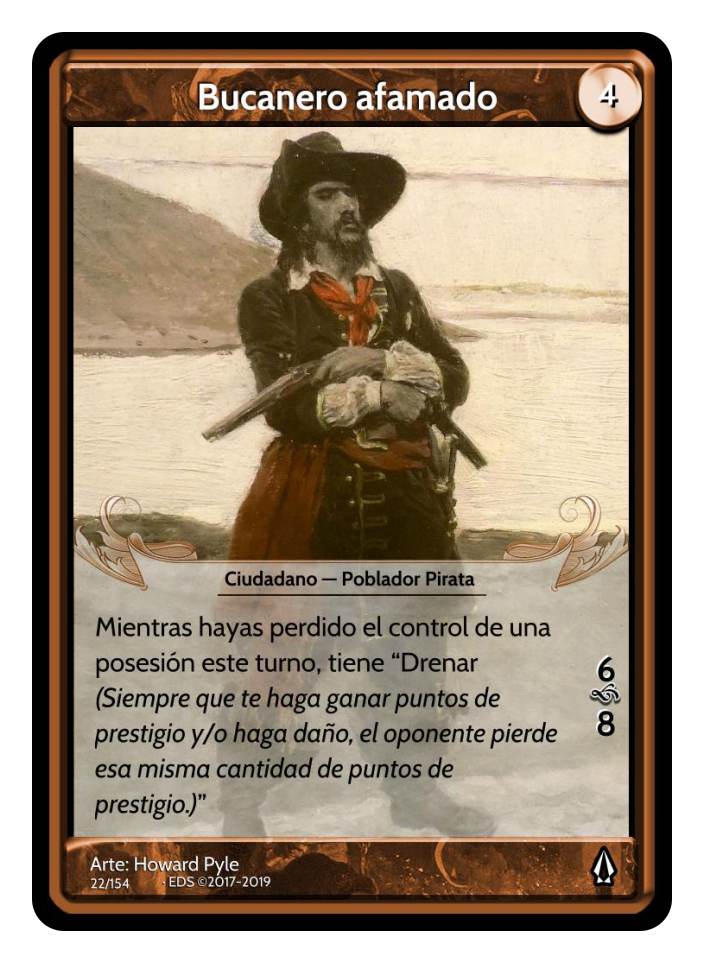 Bucanero afamado
4
Ciudadano — Poblador Pirata
Mientras hayas perdido el control de una
posesión este turno, tiene “Drenar
(Siempre que te haga ganar puntos de
prestigio y/o haga daño, el oponente pierde
esa misma cantidad de puntos de
prestigio.)”
6
8
Arte: Howard Pyle
22/154 · EDS ©2017-2019